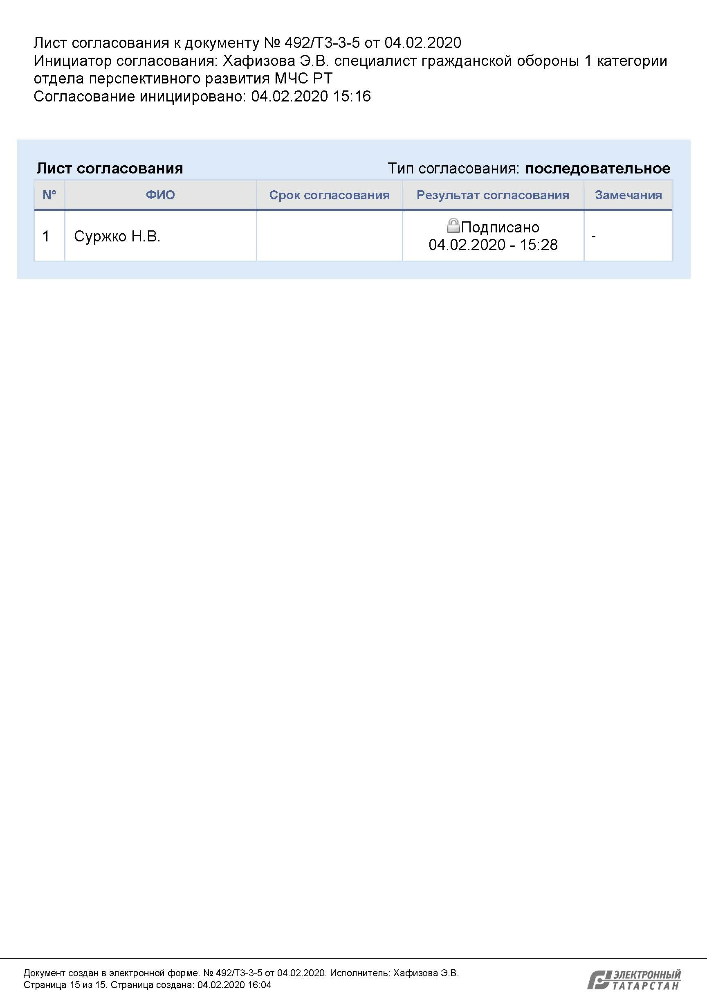 Лист согласования к документу № 492/ТЗ-3-5 от 04.02.2020
Инициатор согласования: Хафизова Э.В. специалист гражданской обороны 1 категории
отдела перспективного развития МЧС РТ
Согласование инициировано: 04.02.2020 15:16
Лист согласования Тип согласования: последовательное
N° ФИО Срок согласования Результат согласования Замечания
1 Суржко Н.В. Подписано
04.02.2020 - 15:28 -
Документ создан в электронной форме. № 492/ТЗ-3-5 от 04.02.2020. Исполнитель: Хафизова Э.В.
Страница 15 из 15. Страница создана: 04.02.2020 16:04
ЭЛЕКТРОННЫЙ
ТАТАРСТАН